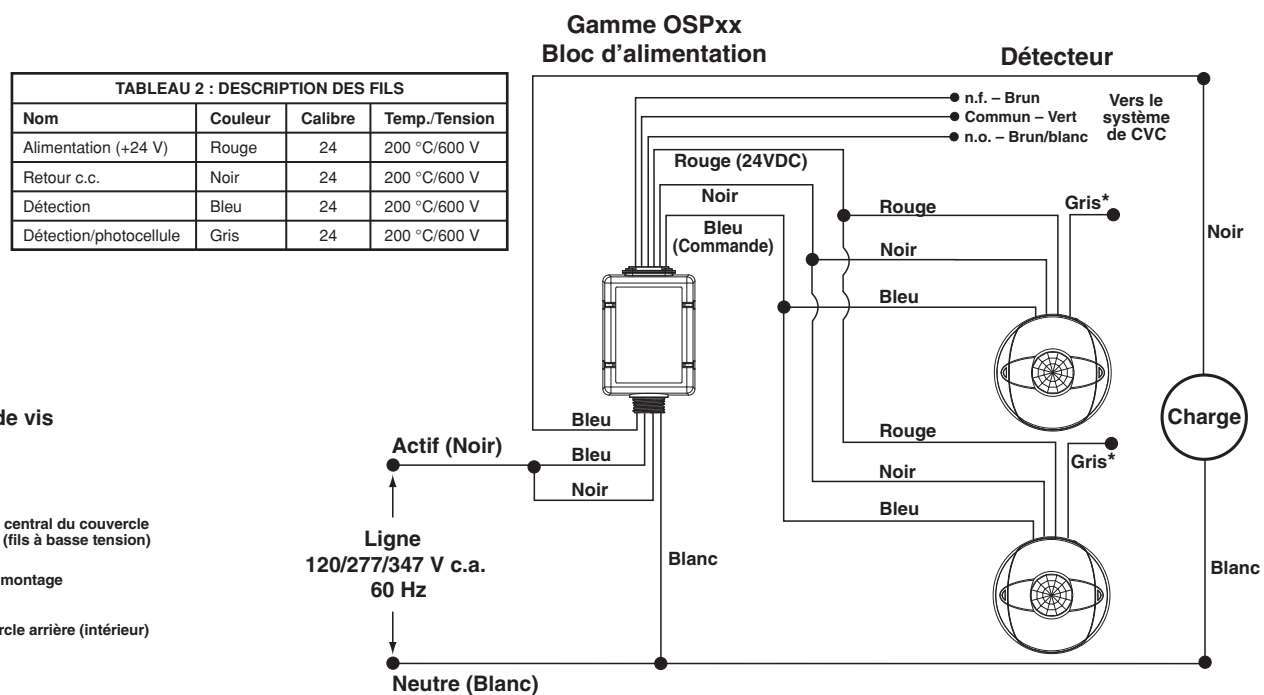 Gamme OSPxx
Bloc d'alimentation
Détecteur
TABLEAU 2 : DESCRIPTION DES FILS
Nom Couleur Calibre Temp./Tension
Alimentation (+24 V) Rouge 24 200 °C/600 V
Retour c.c. Noir 24 200 °C/600 V
Détection Bleu 24 200 °C/600 V
Détection/photocellule Gris 24 200 °C/600 V
n.f. – Brun
Commun – Vert
n.o. – Brun/blanc
Vers le
système
de CVC
Rouge (24VDC)
Noir
Bleu
(Commande)
Rouge
Gris*
Noir
Noir
Bleu
Charge
de vis
Bleu
Actif (Noir)
Bleu
Noir
Rouge
Gris*
Noir
Bleu
central du couvercle
(fils à basse tension)
montage
rcle arrière (intérieur)
Ligne
120/277/347 V c.a.
60 Hz
Blanc
Blanc
Neutre (Blanc)